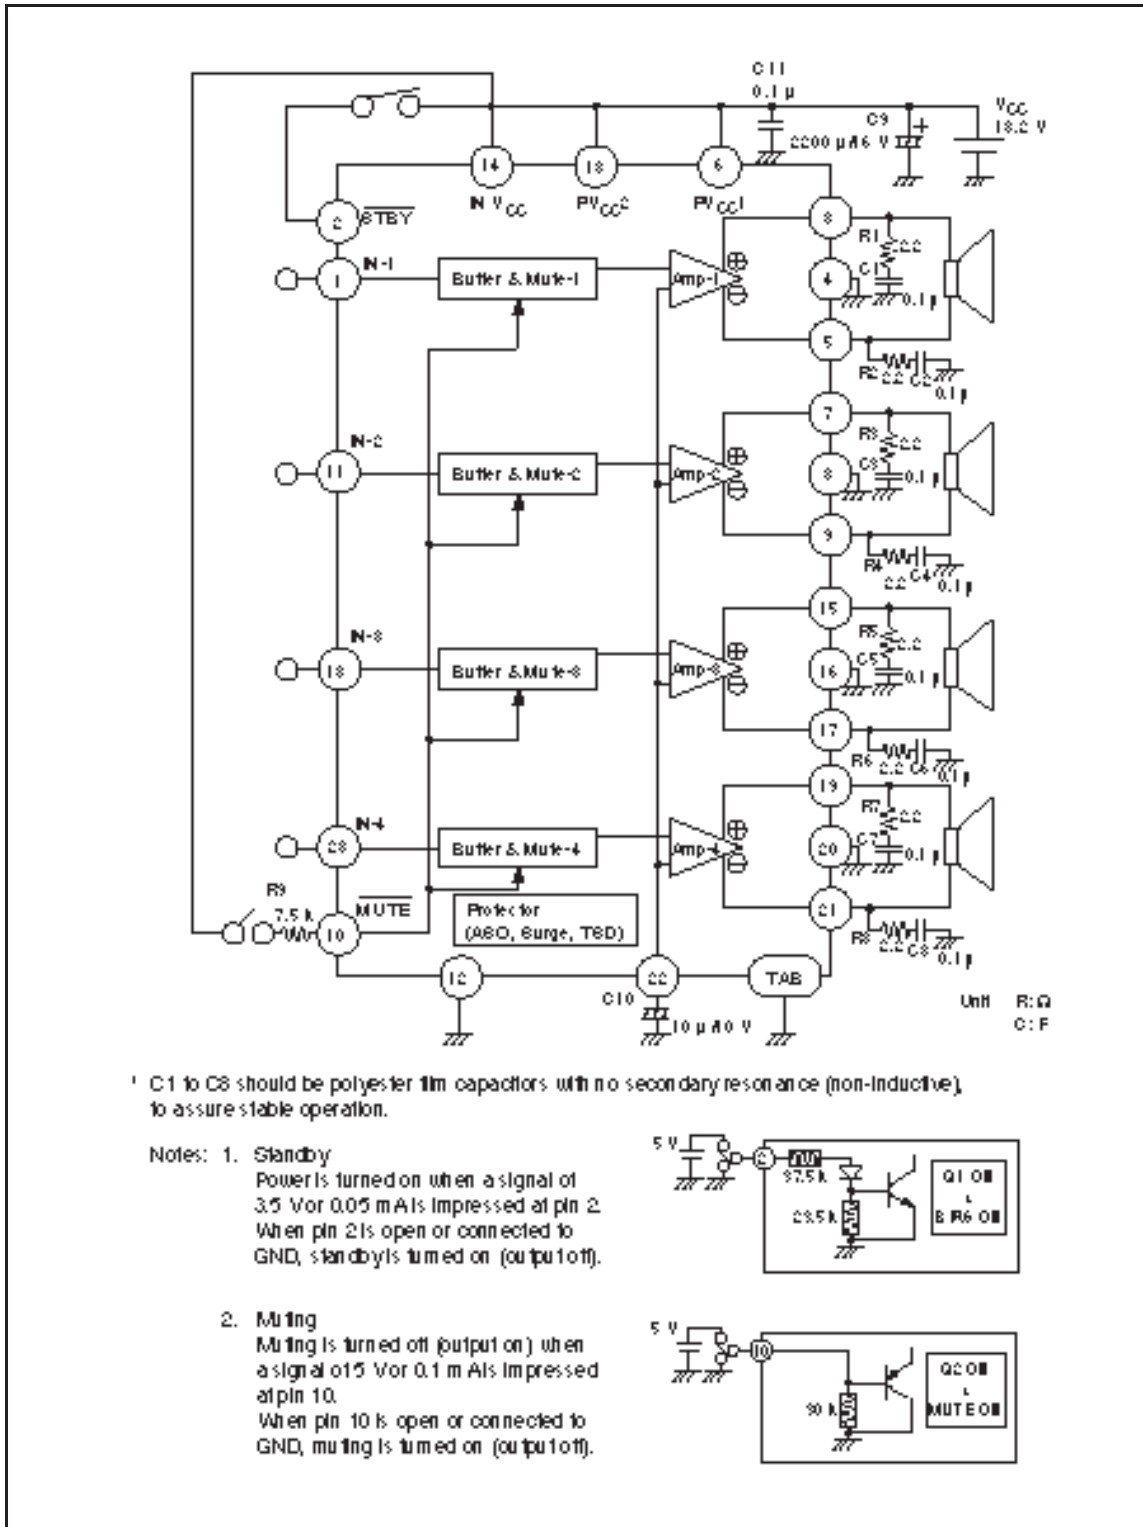 C11
0.1 µ
C9
2200 µ/16 V
VCC
13.2 V
14
18
6
IN VCC
PVCC2
PVCC1
2
STBY
3
R1
2.2
IN-1
1
Buffer & Mute-1
Amp-1
4
C1
0.1 µ
5
R2
2.2
C2
0.1 µ
7
R3
2.2
IN-2
11
Buffer & Mute-2
Amp-2
8
C3
0.1 µ
9
R4
2.2
C4
0.1 µ
15
R5
2.2
IN-3
13
Buffer & Mute-3
Amp-3
16
C5
0.1 µ
17
R6
2.2
C6
0.1 µ
19
R7
2.2
IN-4
23
Buffer & Mute-4
Amp-4
20
C7
0.1 µ
21
R8
2.2
C8
0.1 µ
R9
7.5 k
10
MUTE
Protector
(ASO, Surge, TSD)
12
22
TAB
C10
10 µ/10 V
Unit R: Ω
C: F
* C1 to C8 should be polyester film capacitors with no secondary resonance (non-inductive),
to assure stable operation.
Notes: 1. Standby
Power is turned on when a signal of
3.5 V or 0.05 mA is impressed at pin 2.
When pin 2 is open or connected to
GND, standby is turned on (output off).
5 V
2
37.5 k
23.5 k
Q1 ON
↓
BIAS ON
2. Muting
Muting is turned off (output on) when
a signal of 5 V or 0.1 mA is impressed
at pin 10.
When pin 10 is open or connected to
GND, muting is turned on (output off).
5 V
10
30 k
Q2 ON
↓
MUTE ON